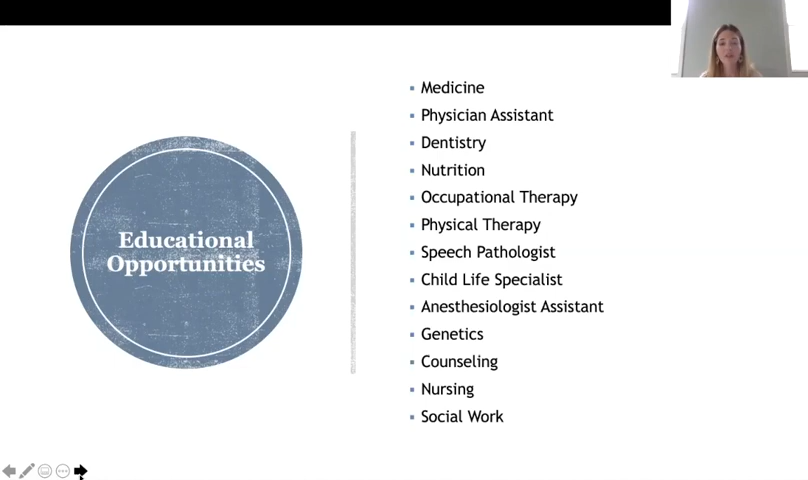 Educational
Opportunities
Medicine
Physician Assistant
Dentistry
Nutrition
Occupational Therapy
Physical Therapy
Speech Pathologist
Child Life Specialist
Anesthesiologist Assistant
Genetics
Counseling
Nursing
Social Work